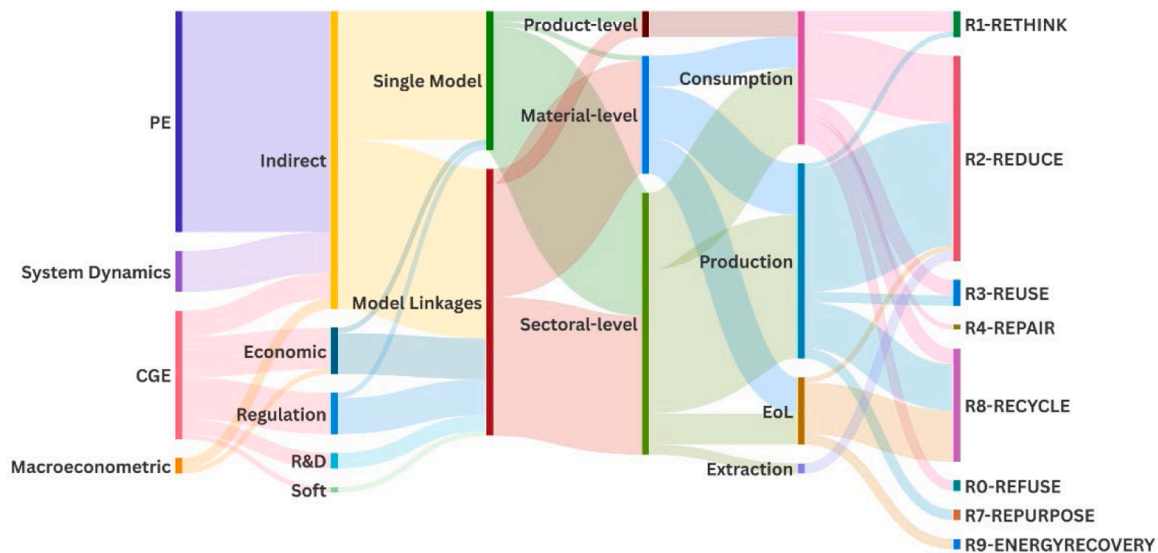 PE
System Dynamics
CGE
Macroeconometric
Indirect
Economic
Regulation
R&D
Soft
Single Model
Model Linkages
Product-level
Material-level
Sectoral-level
Consumption
Production
EoL
Extraction
R1-RETHINK
R2-REDUCE
R3-REUSE
R4-REPAIR
R8-RECYCLE
R0-REFUSE
R7-REPURPOSE
R9-ENERGYRECOVERY